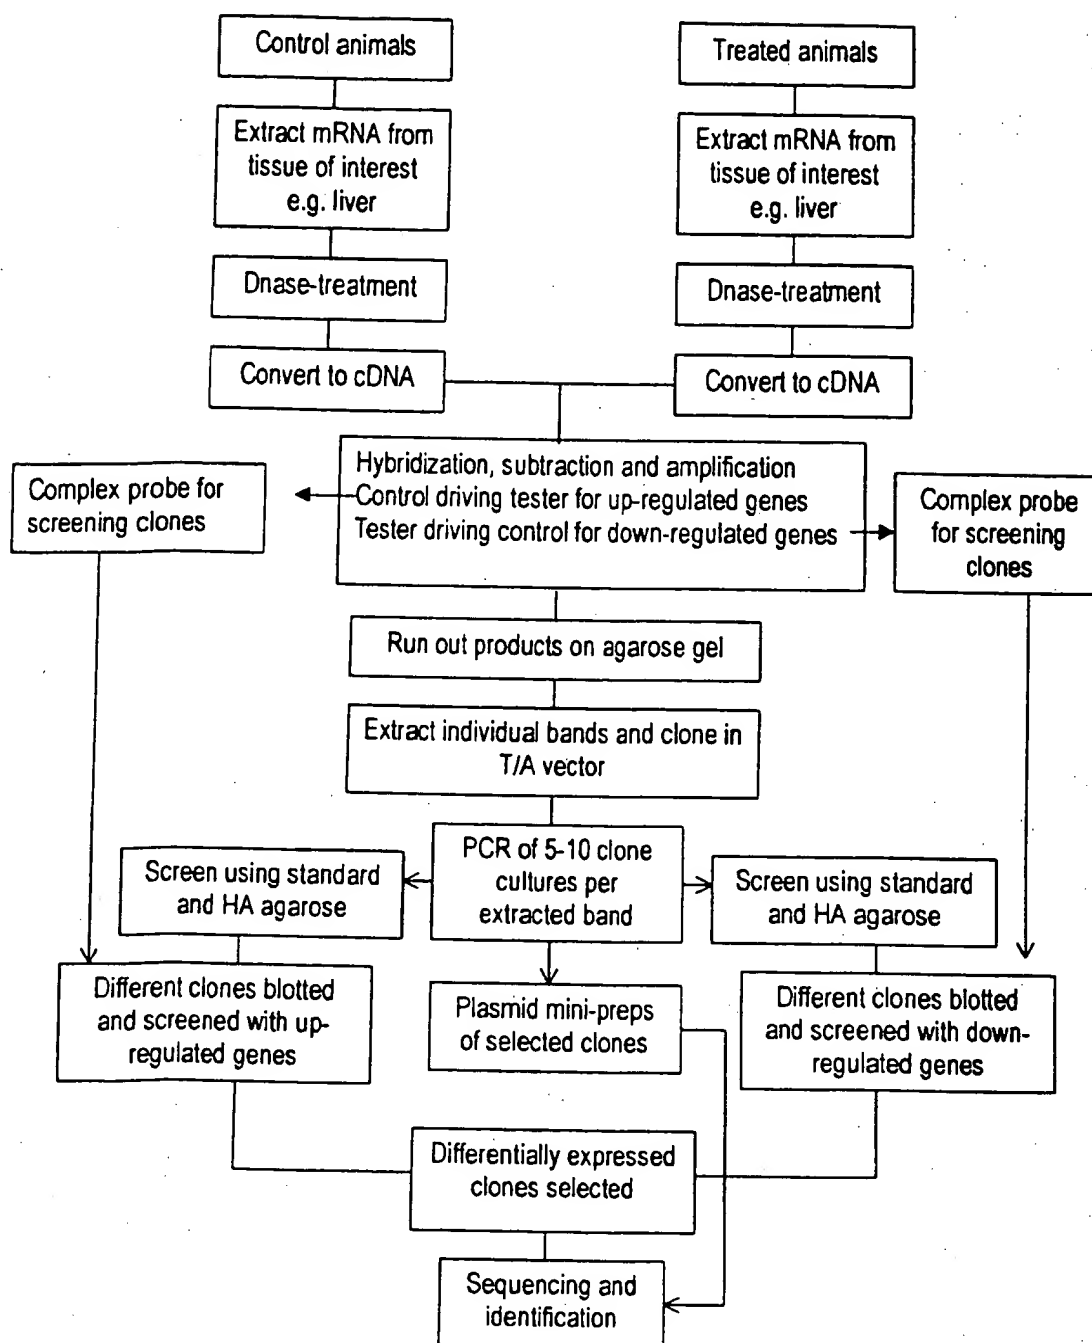 Control animals
Treated animals
Extract mRNA from
tissue of interest
e.g. liver
Extract mRNA from
tissue of interest
e.g. liver
Dnase-treatment
Dnase-treatment
Convert to cDNA
Convert to cDNA
Complex probe for
screening clones
Hybridization, subtraction and amplification
Control driving tester for up-regulated genes
Tester driving control for down-regulated genes
Complex probe
for screening
clones
Run out products on agarose gel
Extract individual bands and clone in
T/A vector
Screen using standard
and HA agarose
PCR of 5-10 clone
cultures per
extracted band
Screen using standard
and HA agarose
Different clones blotted
and screened with up-
regulated genes
Plasmid mini-preps
of selected clones
Different clones blotted
and screened with down-
regulated genes
Differentially expressed
clones selected
Sequencing and
identification